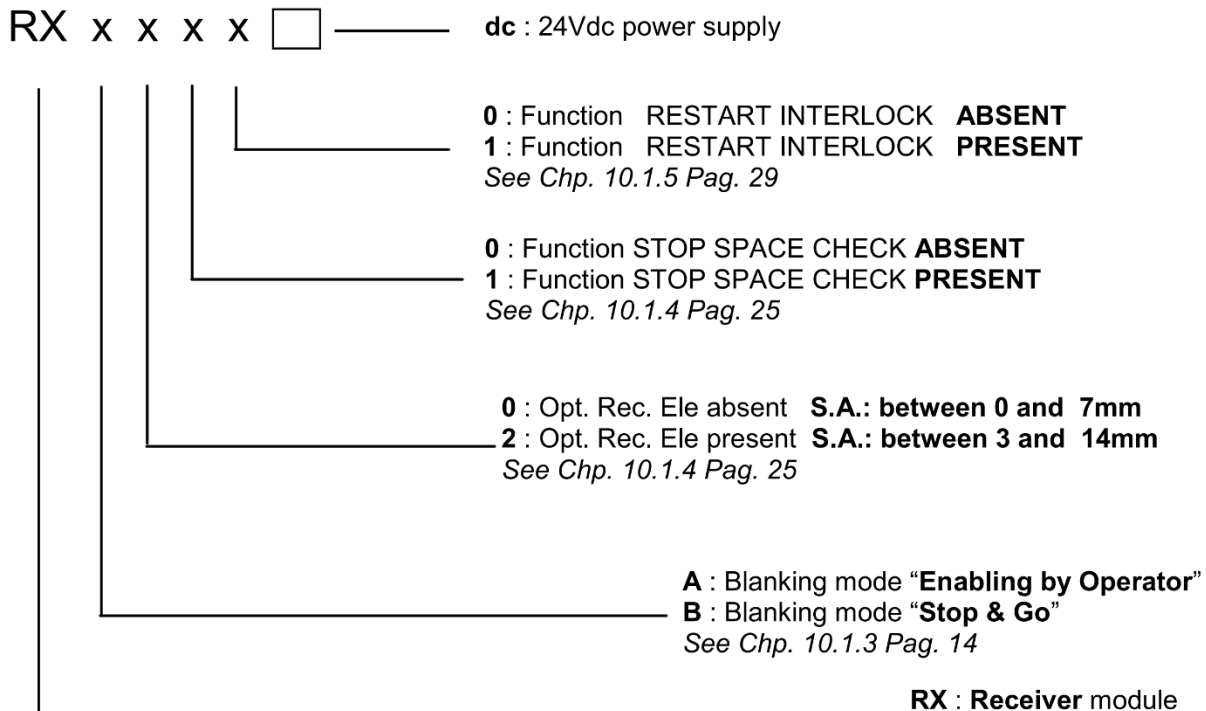 RX x x x x dc : 24Vdc power supply
0 : Function RESTART INTERLOCK ABSENT
1 : Function RESTART INTERLOCK PRESENT
See Chp. 10.1.5 Pag. 29
0 : Function STOP SPACE CHECK ABSENT
1 : Function STOP SPACE CHECK PRESENT
See Chp. 10.1.4 Pag. 25
0 : Opt. Rec. Ele absent S.A.: between 0 and 7mm
2 : Opt. Rec. Ele present S.A.: between 3 and 14mm
See Chp. 10.1.4 Pag. 25
A : Blanking mode “Enabling by Operator”
B : Blanking mode “Stop & Go”
See Chp. 10.1.3 Pag. 14
RX : Receiver module